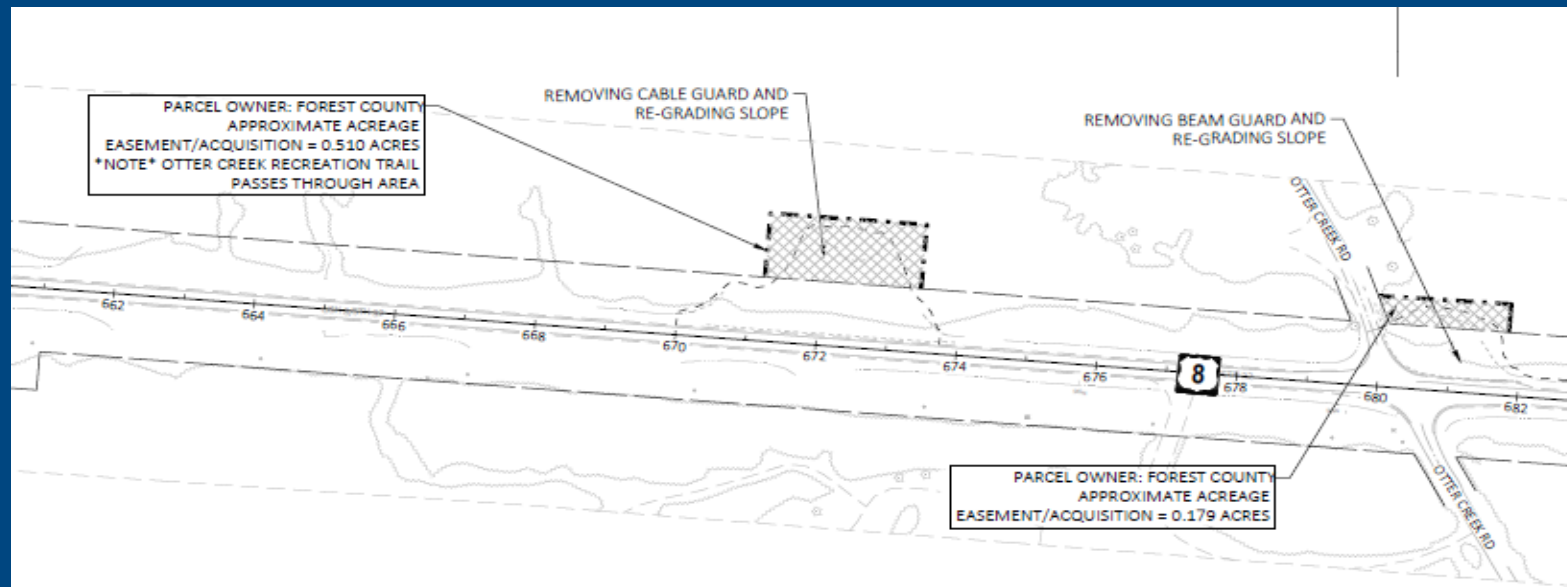 PARCEL OWNER: FOREST COUNTY
APPROXIMATE ACREAGE
EASEMENT/ACQUISITION = 0.510 ACRES
*NOTE* OTTER CREEK RECREATION TRAIL
PASSES THROUGH AREA
REMOVING CABLE GUARD AND
RE-GRADING SLOPE
REMOVING BEAM GUARD AND
RE-GRADING SLOPE
OTTER CREEK RD
662
664
666
668
670
672
674
676
8
678
680
682
PARCEL OWNER: FOREST COUNTY
APPROXIMATE ACREAGE
EASEMENT/ACQUISITION = 0.179 ACRES
OTTER CREEK RD